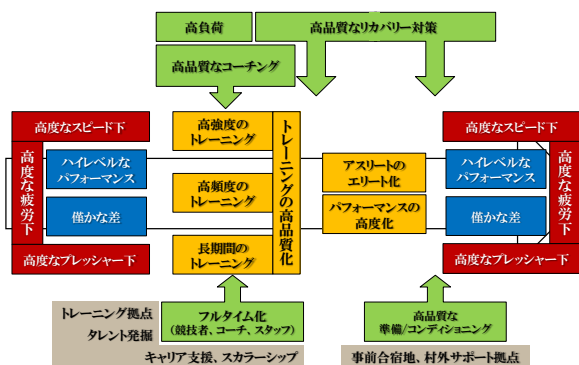 高負荷
高品質なリカバリー対策
高品質なコーチング
高度なスピード下
高度な疲労下
ハイレベルな
パフォーマンス
僅かな差
高度なプレッシャー下
高強度の
トレーニング
高頻度の
トレーニング
長期間の
トレーニング
トレーニングの高品質化
アスリートの
エリート化
パフォーマンスの
高度化
高度なスピード下
ハイレベルな
パフォーマンス
僅かな差
高度な疲労下
高度なプレッシャー下
トレーニング拠点
タレント発掘
フルタイム化
(競技者、コーチ、スタッフ)
キャリア支援、スカラーシップ
高品質な
準備/コンディショニング
事前合宿地、村外サポート拠点